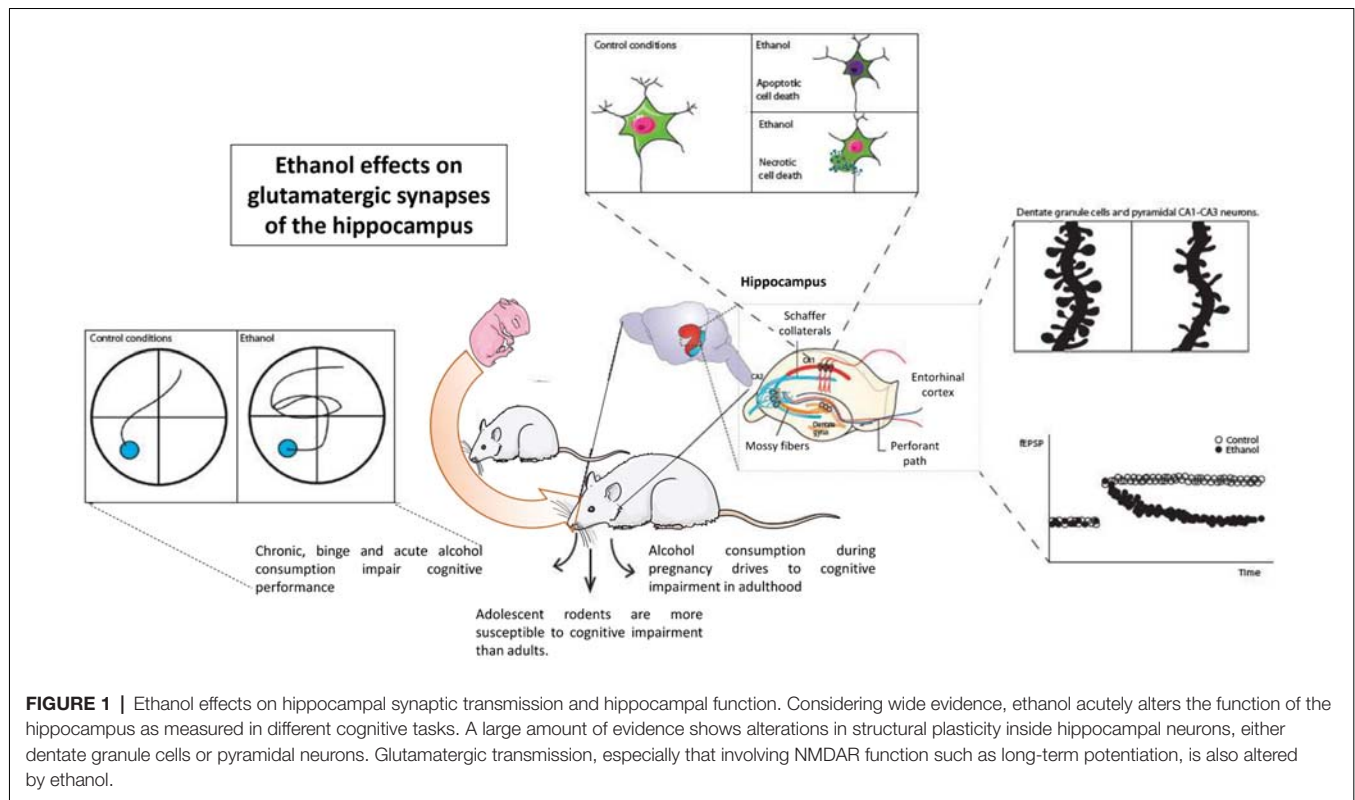 Control conditions
Ethanol
Apoptotic
cell death
Ethanol
Necrotic
cell death
Ethanol effects on
glutamatergic synapses
of the hippocampus
Dentate granule cells and pyramidal CA1-CA3 neurons.
Hippocampus
Schaffer
collaterals
CA1
CA3
Entorhinal
cortex
Dentate
gyrus
Mossy fibers
Perforant
path
Control conditions
Ethanol
fEPSP
Control
Ethanol
Time
Chronic, binge and acute alcohol
consumption impair cognitive
performance
Alcohol consumption during
pregnancy drives to cognitive
impairment in adulthood
Adolescent rodents are more
susceptible to cognitive impairment
than adults.
FIGURE 1 | Ethanol effects on hippocampal synaptic transmission and hippocampal function. Considering wide evidence, ethanol acutely alters the function of the
hippocampus as measured in different cognitive tasks. A large amount of evidence shows alterations in structural plasticity inside hippocampal neurons, either
dentate granule cells or pyramidal neurons. Glutamatergic transmission, especially that involving NMDAR function such as long-term potentiation, is also altered
by ethanol.